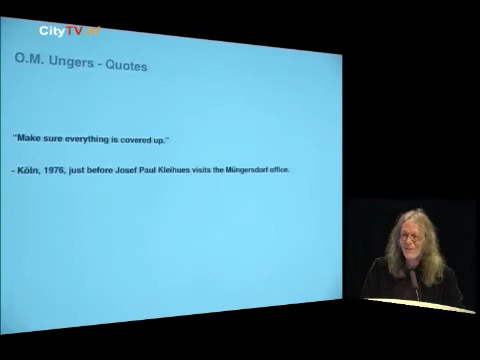 CityTV
O.M. Ungers - Quotes
"Make sure everything is covered up."
- Köln, 1976, just before Josef Paul Kleihues visits the Müngersdorf office.